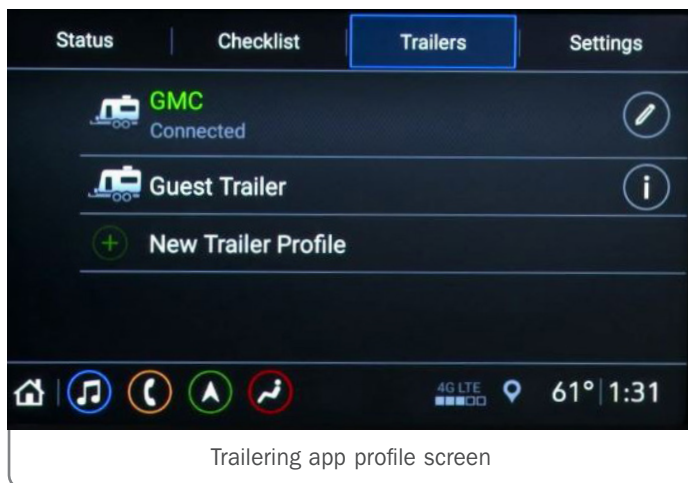 Status Checklist Trailers Settings
GMC
Connected
Guest Trailer
i
New Trailer Profile
4G LTE 61° 1:31
Trailering app profile screen